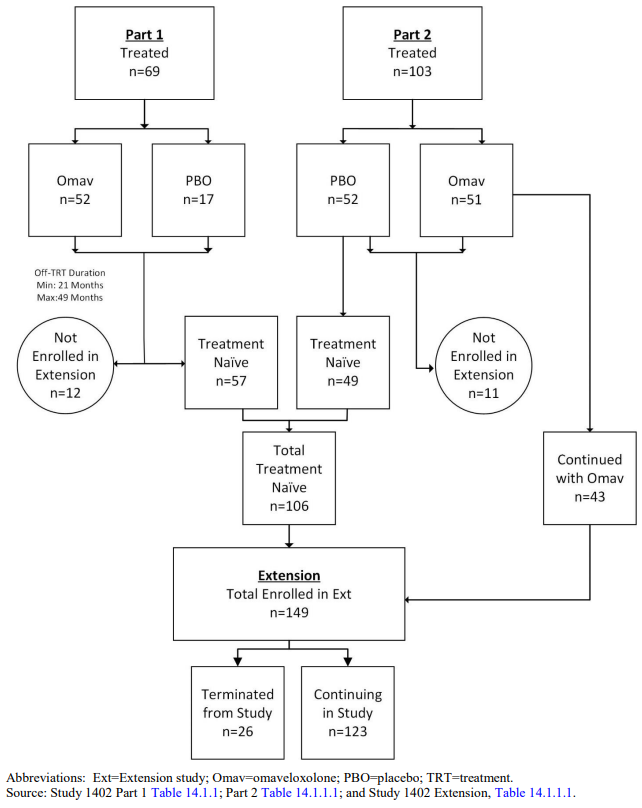 Part 1
Treated
n=69
Part 2
Treated
n=103
Omav
n=52
PBO
n=17
PBO
n=52
Omav
n=51
Off-TRT Duration
Min: 21 Months
Max:49 Months
Not
Enrolled in
Extension
n=12
Treatment
Naïve
n=57
Treatment
Naïve
n=49
Not
Enrolled in
Extension
n=11
Total
Treatment
Naïve
n=106
Continued
with Omav
n=43
Extension
Total Enrolled in Ext
n=149
Terminated
from Study
n=26
Continuing
in Study
n=123
Abbreviations:  Ext=Extension study; Omav=omaveloxolone; PBO=placebo; TRT=treatment.
Source: Study 1402 Part 1 Table 14.1.1; Part 2 Table 14.1.1.1; and Study 1402 Extension, Table 14.1.1.1.